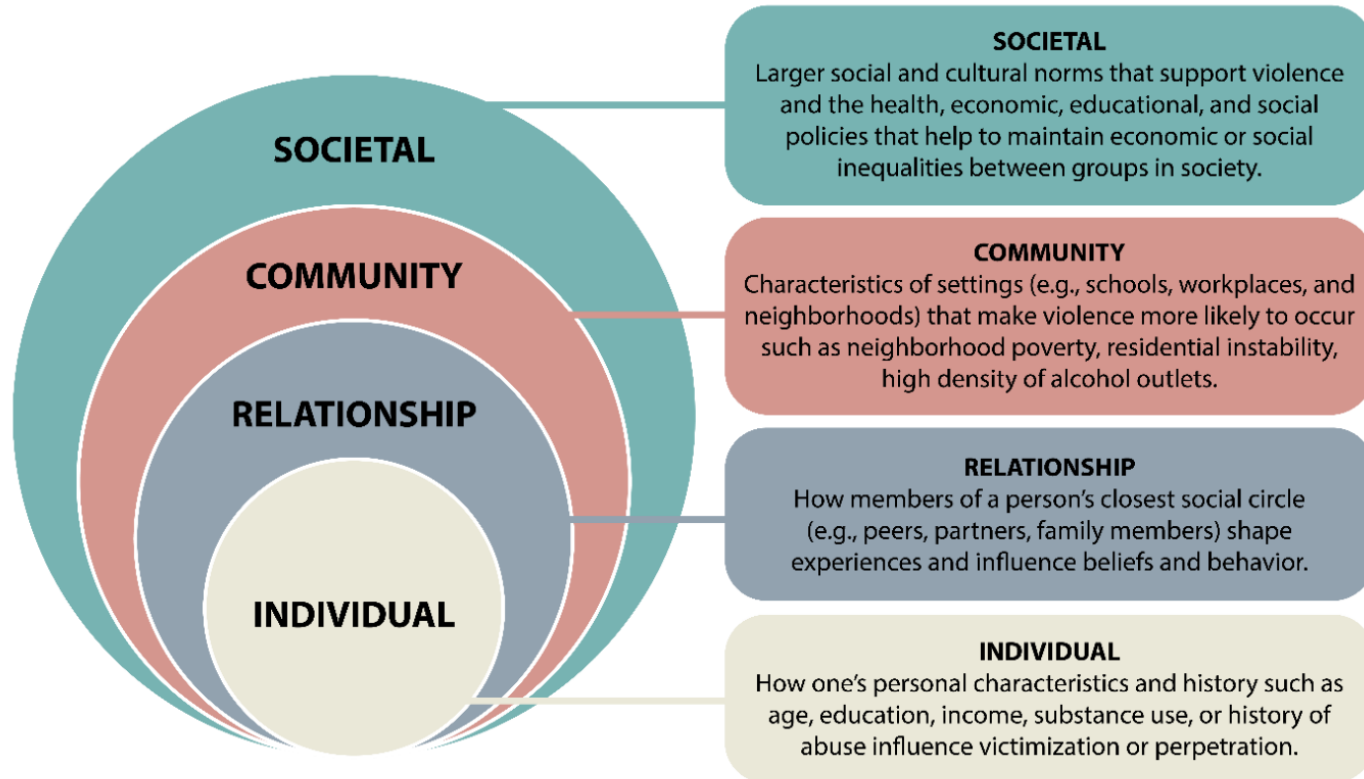 SOCIETAL
COMMUNITY
RELATIONSHIP
INDIVIDUAL
SOCIETAL
Larger social and cultural norms that support violence
and the health, economic, educational, and social
policies that help to maintain economic or social
inequalities between groups in society.
COMMUNITY
Characteristics of settings (e.g., schools, workplaces, and
neighborhoods) that make violence more likely to occur
such as neighborhood poverty, residential instability,
high density of alcohol outlets.
RELATIONSHIP
How members of a person’s closest social circle
(e.g., peers, partners, family members) shape
experiences and influence beliefs and behavior.
INDIVIDUAL
How one’s personal characteristics and history such as
age, education, income, substance use, or history of
abuse influence victimization or perpetration.